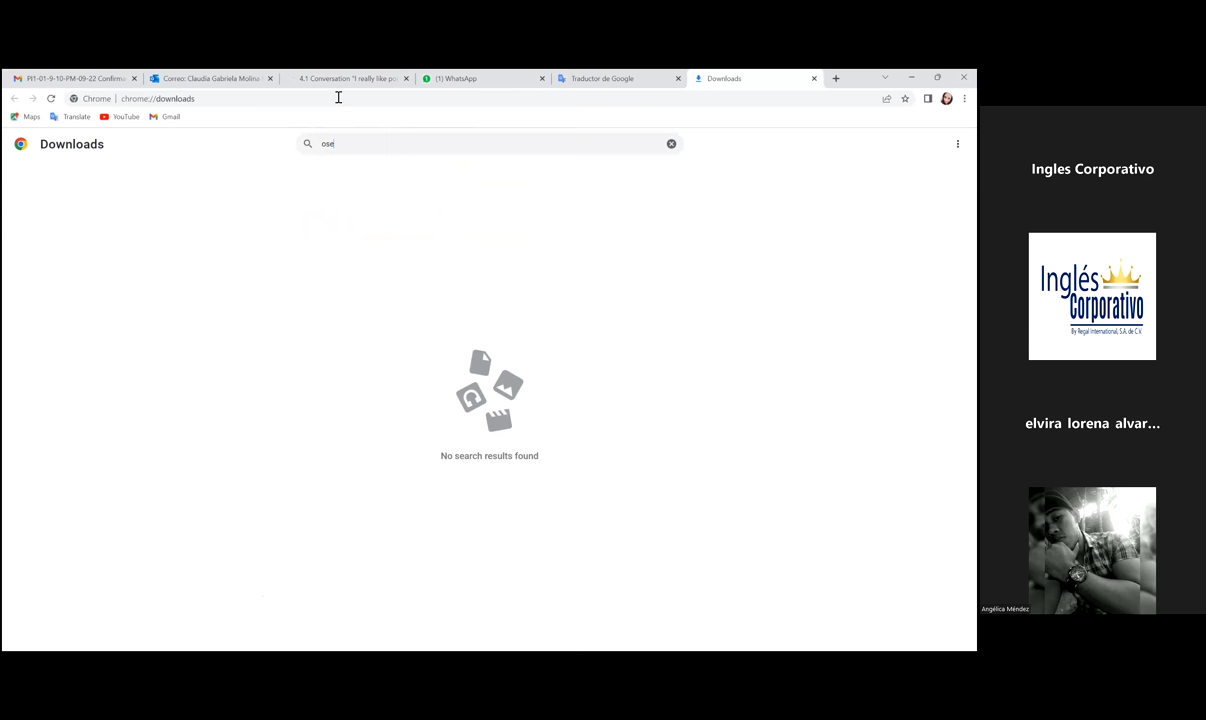 PI1-01-9-10-PM-09-22 Confirma
Correo: Claudia Gabriela Molina
4.1 Conversation "I really like po
(1) WhatsApp
Traductor de Google
Downloads
Chrome
chrome://downloads
Maps
Translate
YouTube
Gmail
Downloads
ose
No search results found
Ingles Corporativo
Inglés
Corporativo
By Regal International, S.A. de C.V.
elvira lorena alvar...
Angélica Méndez